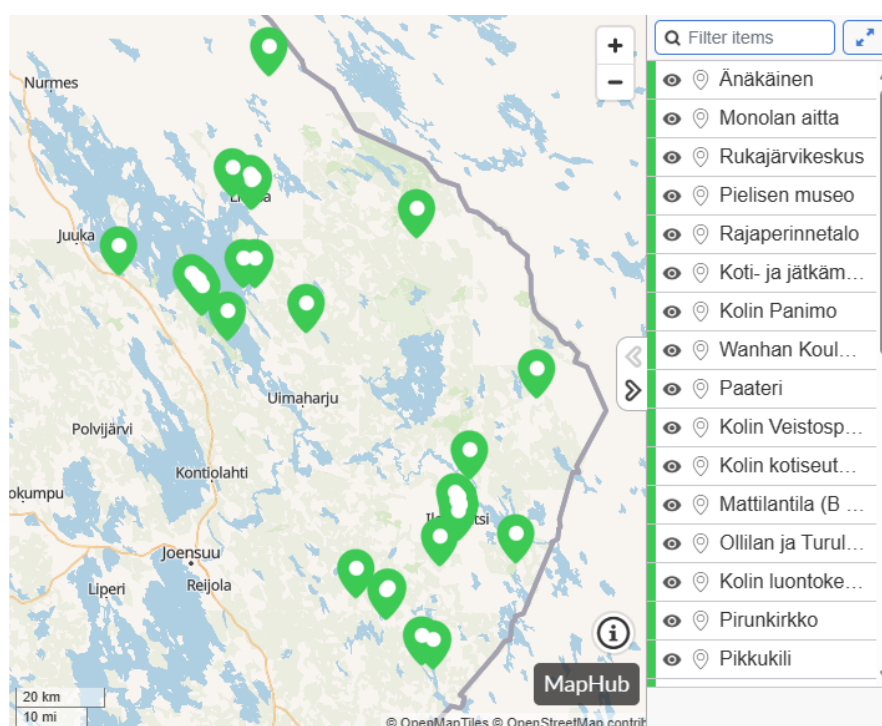 Nurmes
Juuka
Uimaharju
Polvijärvi
Kontiolahti
okumpu
Joensuu
Liperi
Reijola
20 km
10 mi
MapHub
© OpenMapTiles © OpenStreetMap contrib
Filter items
Änäkäinen
Monolan aitta
Rukajärvikeskus
Pielisen museo
Rajaperinnetalo
Koti- ja jätkäm...
Kolin Panimo
Wanhan Koul...
Paateri
Kolin Veistosp...
Kolin kotiseut...
Mattilantila (B ...
Ollilan ja Turul...
Kolin luontoke...
Pirunkirkko
Pikkukili